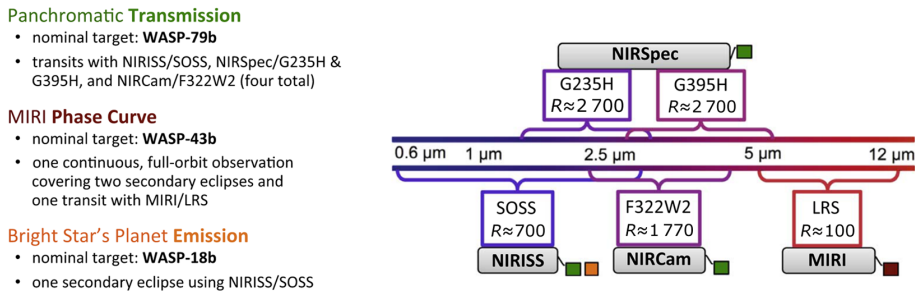 Panchromatic Transmission
• nominal target: WASP-79b
• transits with NIRISS/SOSS, NIRSpec/G235H &
G395H, and NIRCam/F322W2 (four total)
MIRI Phase Curve
• nominal target: WASP-43b
• one continuous, full-orbit observation
covering two secondary eclipses and
one transit with MIRI/LRS
Bright Star's Planet Emission
• nominal target: WASP-18b
• one secondary eclipse using NIRISS/SOSS
NIRSpec
G235H
R≈2 700
G395H
R≈2 700
0.6 μm 1 μm 2.5 μm 5 μm 12 μm
SOSS
R≈700
NIRISS
F322W2
R≈1 770
NIRCam
LRS
R≈100
MIRI